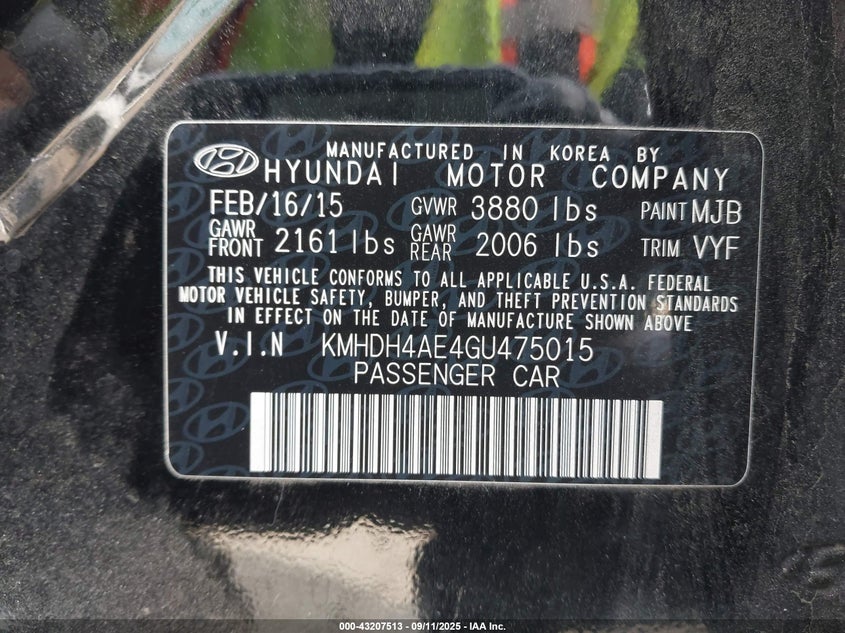 MANUFACTURED IN KOREA BY
HYUNDAI MOTOR COMPANY
FEB/16/15 GVWR 3880 lbs PAINT MJB
GAWR FRONT 2161 lbs GAWR REAR 2006 lbs TRIM VYF
THIS VEHICLE CONFORMS TO ALL APPLICABLE U.S.A. FEDERAL
MOTOR VEHICLE SAFETY, BUMPER, AND THEFT PREVENTION STANDARDS
IN EFFECT ON THE DATE OF MANUFACTURE SHOWN ABOVE
V.I.N KMHDH4AE4GU475015
PASSENGER CAR
000-43207513 - 09/11/2025 - IAA Inc.